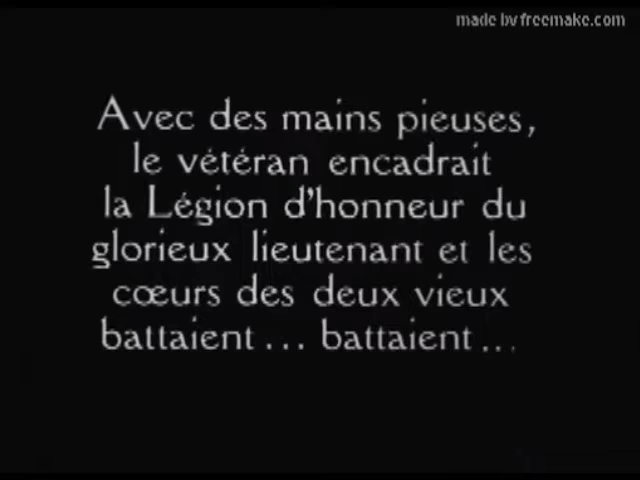 made by freemake.com
Avec des mains pieuses,
le vétéran encadrait
la Légion d'honneur du
glorieux lieutenant et les
cœurs des deux vieux
battaient... battaient...